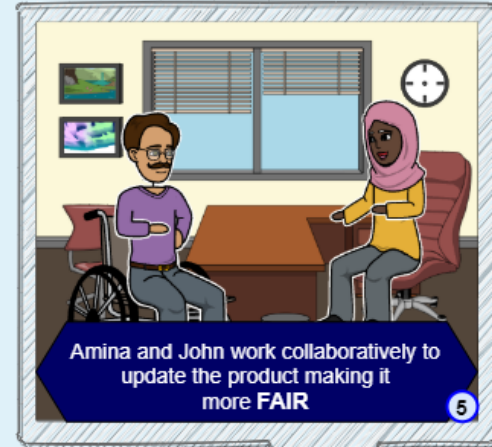 Amina and John work collaboratively to
update the product making it
more FAIR
5